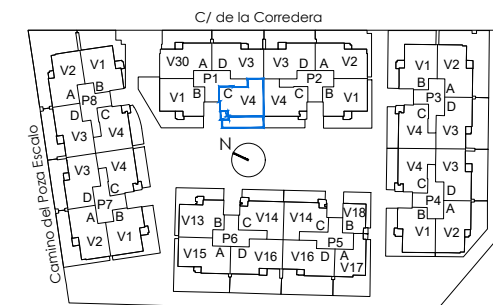 C/ de la Corredera
V30 A D V3 V3 D A V2
P1 P2
V1 B C V4 V4 C B V1
V2 V1
A B
P8
D C
V3 V4
V3 V4
D C
P7
A B
V2 V1
Camino del Poza Escalo
V1 V2
B A
P3
C D
V4 V3
V4 V3
C D
P4
B A
V1 V2
N
V13 B C V14 V14 C B V18
P6 P5
V15 A D V16 V16 D A V17